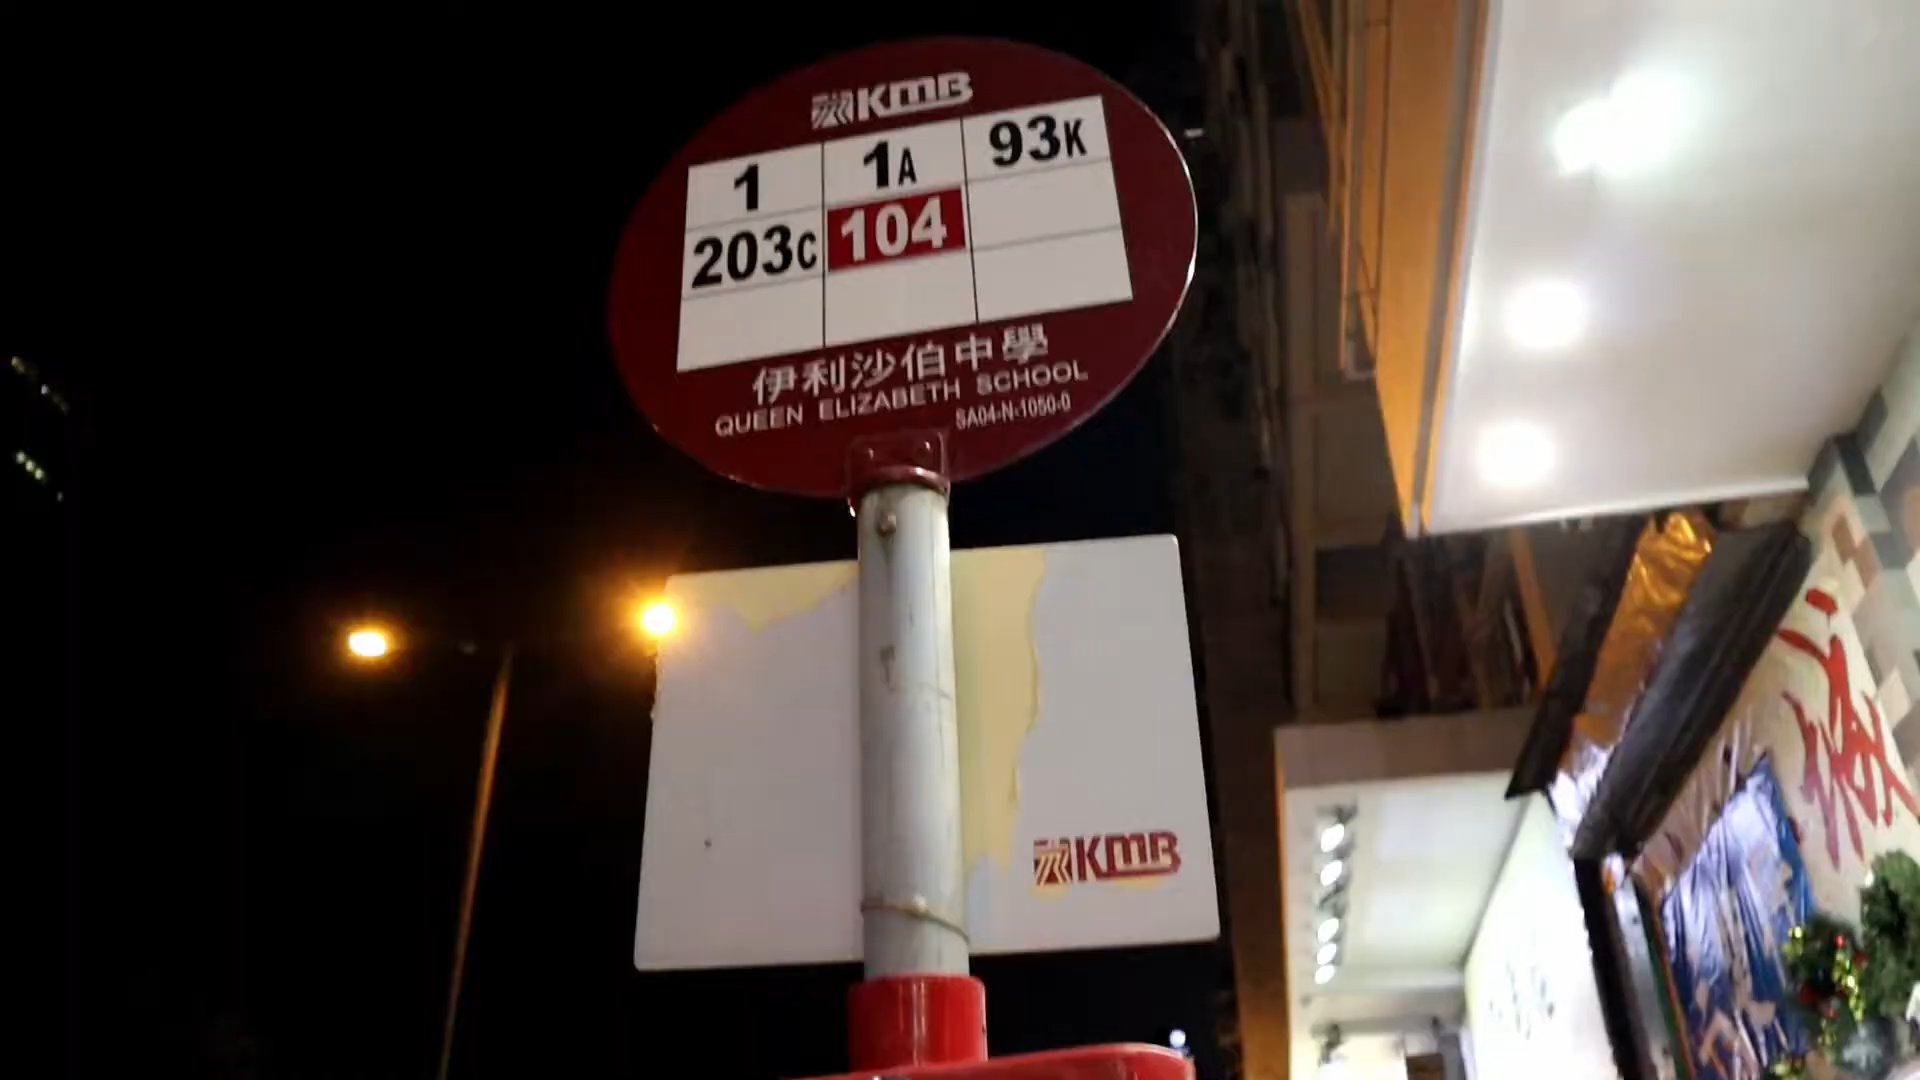 KMB
1 1A 93K
203C 104
伊利沙伯中學
QUEEN ELIZABETH SCHOOL
SA04-N-1050-0
KMB